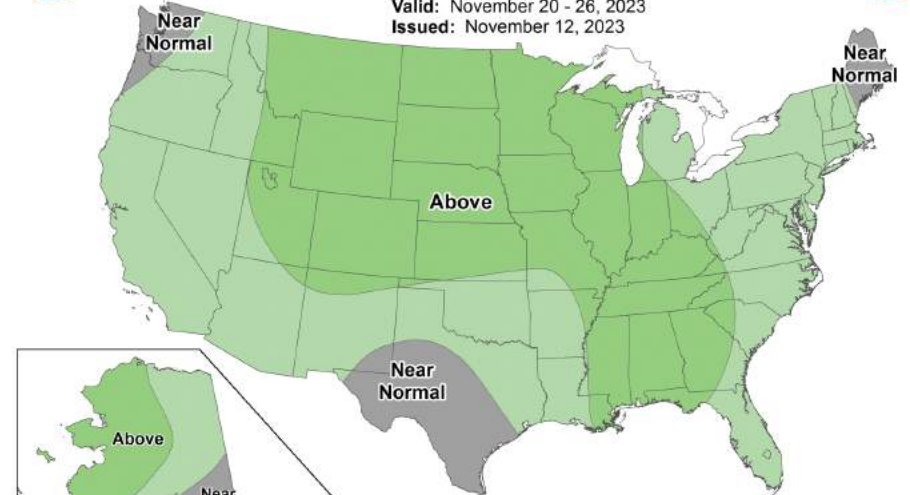 Valid: November 20 - 26, 2023
Issued: November 12, 2023
Near
Normal
Near
Normal
Above
Near
Normal
Above
Near